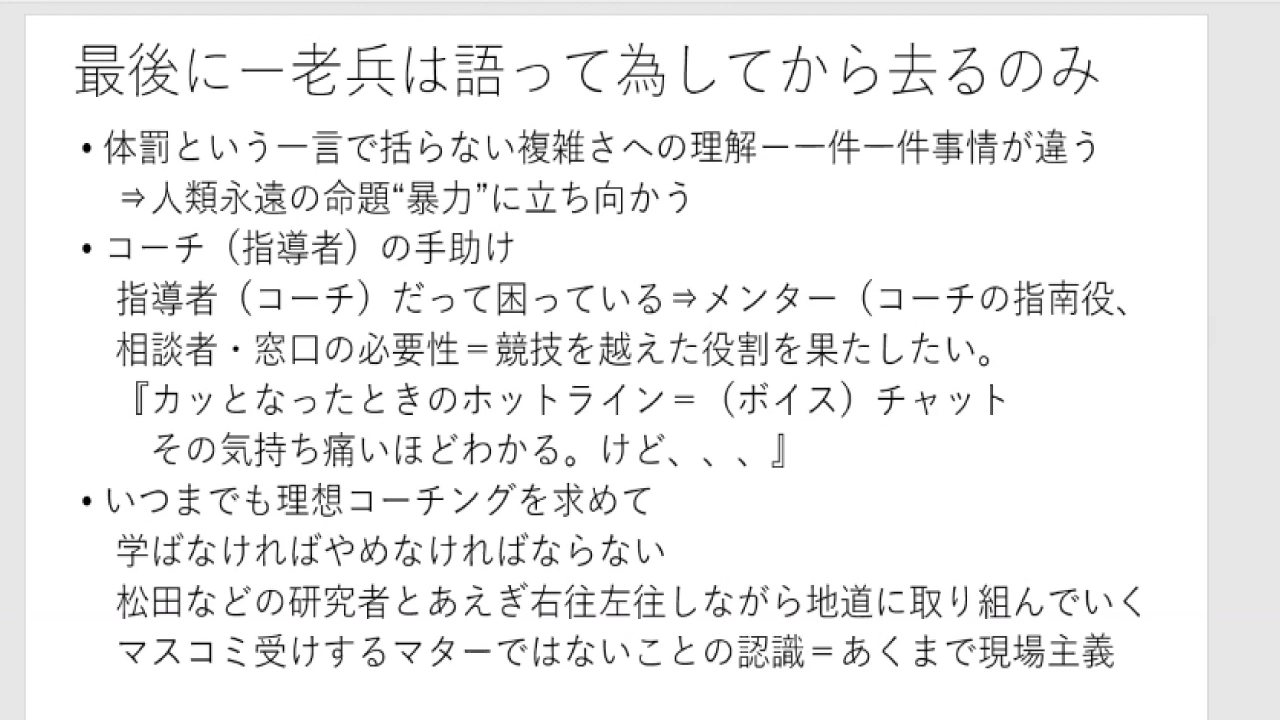 最後にー老兵は語って為してから去るのみ
• 体罰という一言で括らない複雑さへの理解ー一件一件事情が違う
⇒人類永遠の命題“暴力”に立ち向かう
• コーチ（指導者）の手助け
指導者（コーチ）だって困っている⇒メンター（コーチの指南役、
相談者・窓口の必要性＝競技を越えた役割を果たしたい。
『カッとなったときのホットライン＝（ボイス）チャット
その気持ち痛いほどわかる。けど、、、』
• いつまでも理想コーチングを求めて
学ばなければやめなければならない
松田などの研究者とあえぎ右往左往しながら地道に取り組んでいく
マスコミ受けするマターではないことの認識＝あくまで現場主義